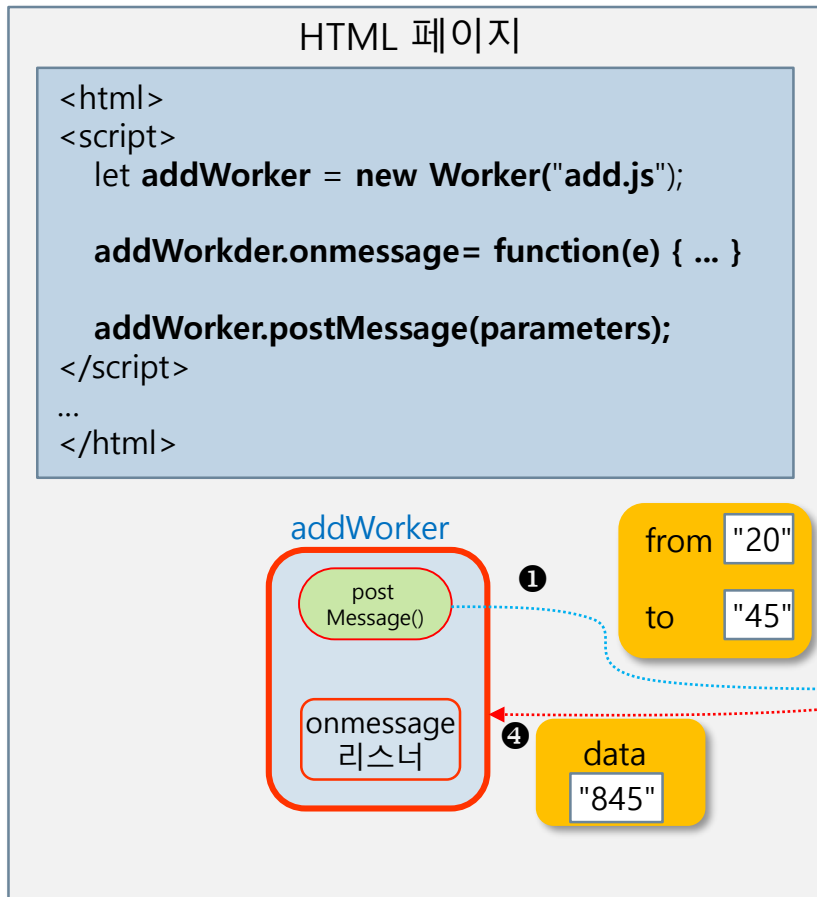 HTML 페이지
<html>
<script>
let addWorker = new Worker("add.js");
addWorkder.onmessage= function(e) { ... }
addWorker.postMessage(parameters);
</script>
...
</html>
addWorker
post
Message()
❶
from "20"
to "45"
onmessage
리스너
❹
data
"845"